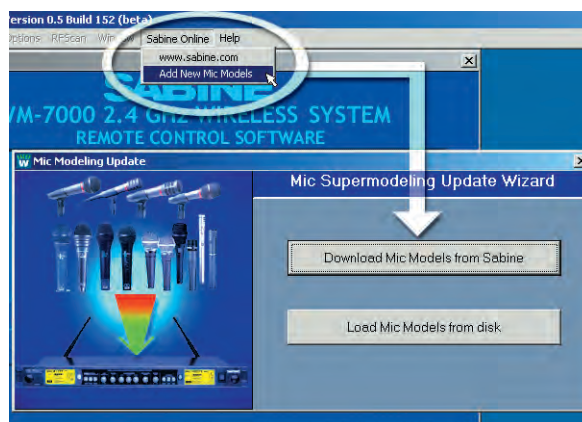 ersion 0.5 Build 152 (beta)
ptions RFScan Win w Sabine Online Help
www.sabine.com
Add New Mic Models
SABINE
M-7000 2.4 GHz WIRELESS SYSTEM
REMOTE CONTROL SOFTWARE
W Mic Modeling Update
Mic Supermodeling Update Wizard
Download Mic Models from Sabine
Load Mic Models from disk